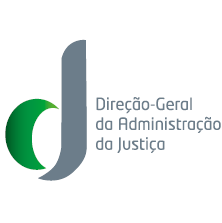 Direção-Geral
da Administração
da Justiça